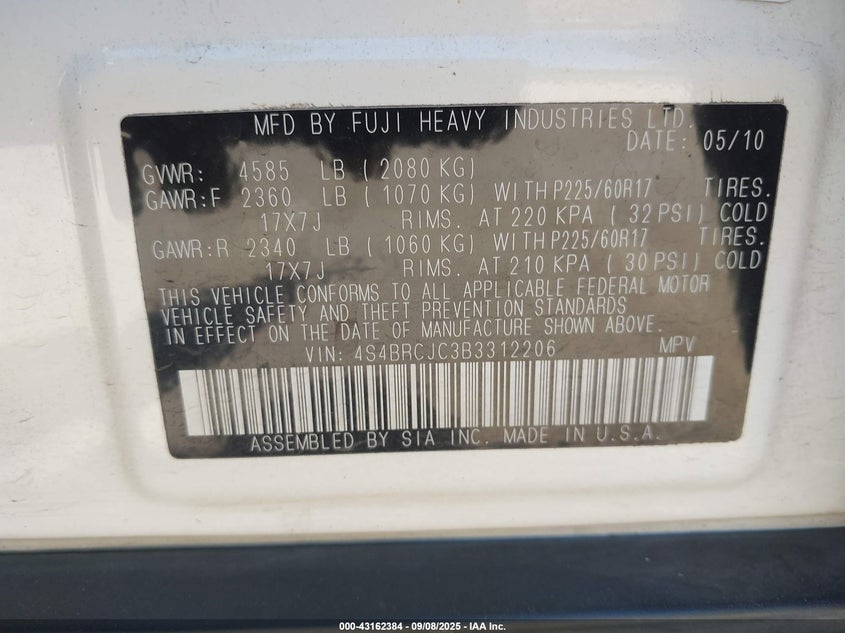 MFD BY FUJI HEAVY INDUSTRIES LTD.
DATE: 05/10
GVWR: 4585 LB ( 2080 KG)
GAWR:F 2360 LB ( 1070 KG) WITH P225/60R17 TIRES.
17X7J RIMS. AT 220 KPA ( 32 PSI) COLD
GAWR:R 2340 LB ( 1060 KG) WITH P225/60R17 TIRES.
17X7J RIMS. AT 210 KPA ( 30 PSI) COLD
THIS VEHICLE CONFORMS TO ALL APPLICABLE FEDERAL MOTOR
VEHICLE SAFETY AND THEFT PREVENTION STANDARDS
IN EFFECT ON THE DATE OF MANUFACTURE SHOWN ABOVE.
VIN: 4S4BRCJC3B3312206 MPV
ASSEMBLED BY SIA INC. MADE IN U.S.A.
000-43162384 - 09/08/2025 - IAA Inc.